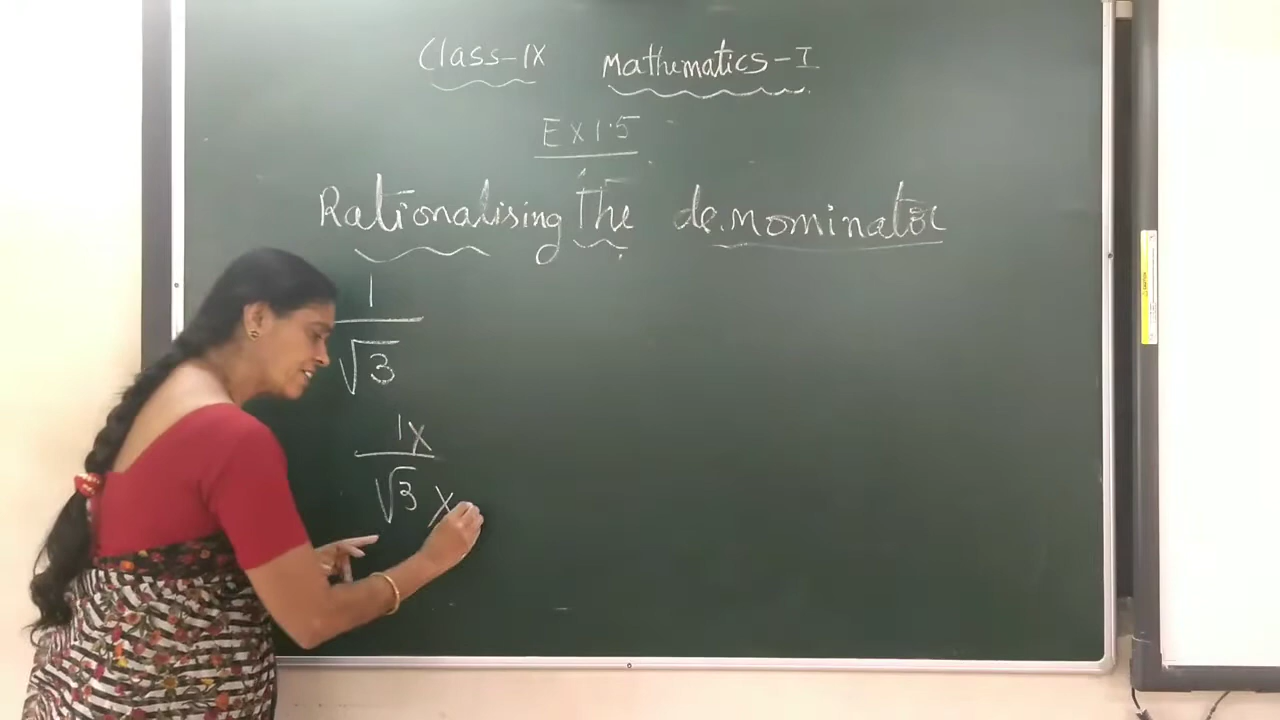 Class-IX Mathematics-I
Ex 1.5
Rationalising the denominator
1
√3
1×
√3 ×